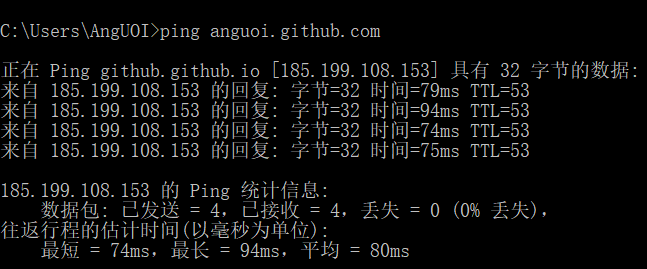 C:\Users\AngUOI>ping anguoi.github.com
正在 Ping github.github.io [185.199.108.153] 具有 32 字节的数据:
来自 185.199.108.153 的回复: 字节=32 时间=79ms TTL=53
来自 185.199.108.153 的回复: 字节=32 时间=94ms TTL=53
来自 185.199.108.153 的回复: 字节=32 时间=74ms TTL=53
来自 185.199.108.153 的回复: 字节=32 时间=75ms TTL=53
185.199.108.153 的 Ping 统计信息:
数据包: 已发送 = 4，已接收 = 4，丢失 = 0 (0% 丢失)，
往返行程的估计时间(以毫秒为单位):
最短 = 74ms，最长 = 94ms，平均 = 80ms